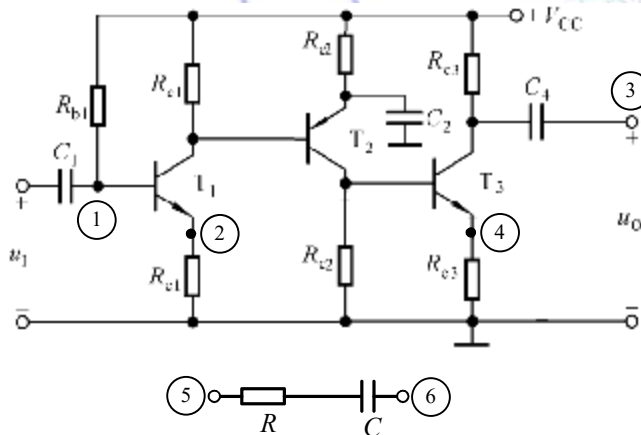 +VCC
Re2
Rc1
Rc3
Rb1
C4
3
+
C2
T2
C1
T1
T3
+
1
2
4
uI
uO
Re1
Rc2
Re3
−
−
5
6
R
C